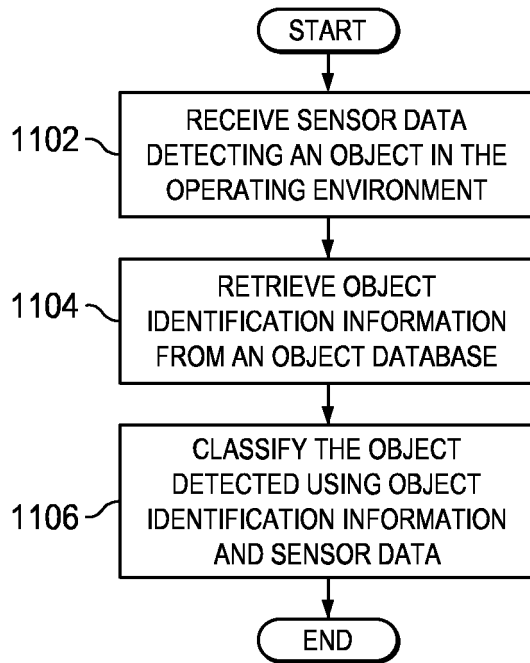 START
1102
RECEIVE SENSOR DATA
DETECTING AN OBJECT IN THE
OPERATING ENVIRONMENT
1104
RETRIEVE OBJECT
IDENTIFICATION INFORMATION
FROM AN OBJECT DATABASE
1106
CLASSIFY THE OBJECT
DETECTED USING OBJECT
IDENTIFICATION INFORMATION
AND SENSOR DATA
END